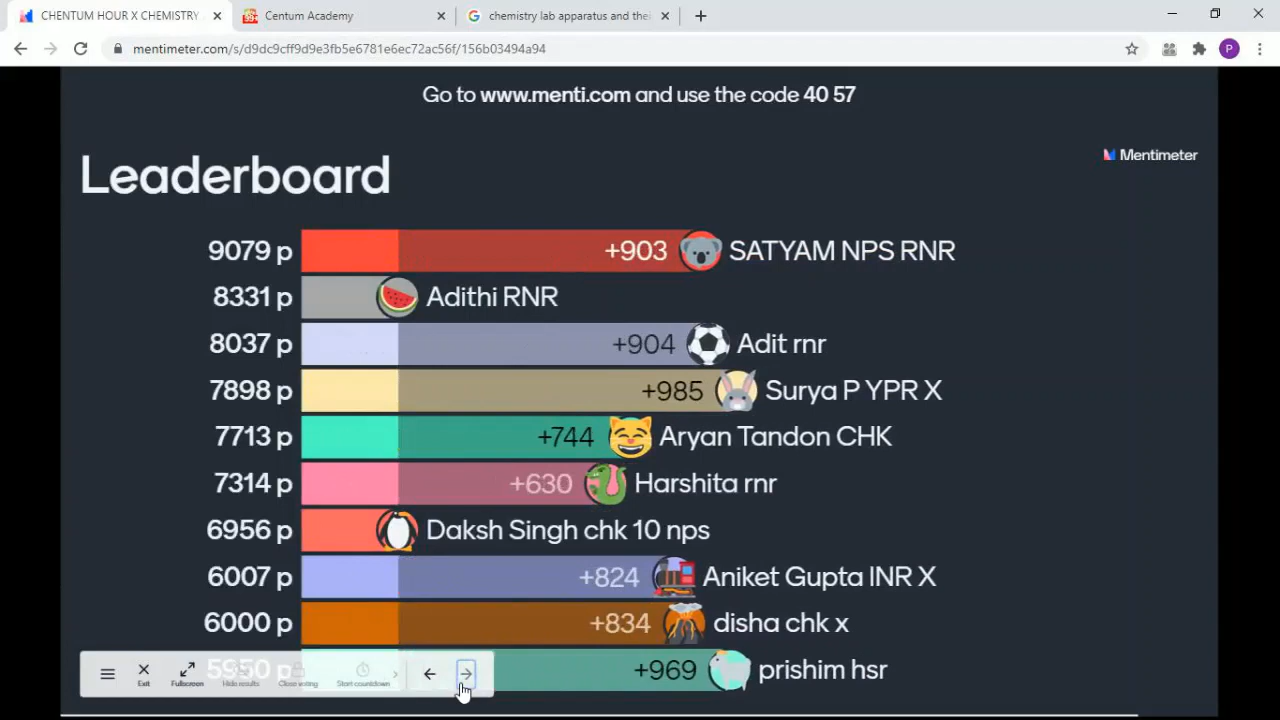 CHENTUM HOUR X CHEMISTRY
Centum Academy
chemistry lab apparatus and the
mentimeter.com/s/d9dc9cff9d9e3fb5e6781e6ec72ac56f/156b03494a94
P
Go to www.menti.com and use the code 40 57
Mentimeter
Leaderboard
9079 p +903 SATYAM NPS RNR
8331 p Adithi RNR
8037 p +904 Adit rnr
7898 p +985 Surya P YPR X
7713 p +744 Aryan Tandon CHK
7314 p +630 Harshita rnr
6956 p Daksh Singh chk 10 nps
6007 p +824 Aniket Gupta INR X
6000 p +834 disha chk x
5950 p +969 prishim hsr
Exit Fullscreen Hide results Close voting Start countdown